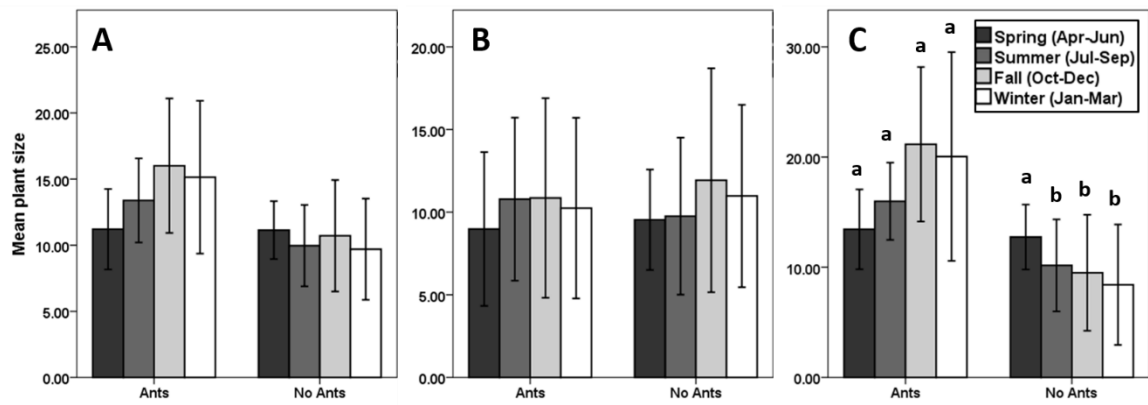 A
B
C
Mean plant size
25.00
20.00
15.00
10.00
5.00
0.00
Ants
No Ants
20.00
15.00
10.00
5.00
0.00
Ants
No Ants
30.00
20.00
10.00
0.00
a
a
a
a
a
b
b
b
Spring (Apr-Jun)
Summer (Jul-Sep)
Fall (Oct-Dec)
Winter (Jan-Mar)
Ants
No Ants